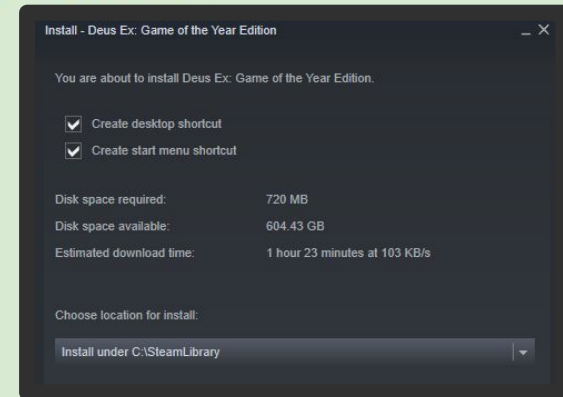 Install - Deus Ex: Game of the Year Edition
You are about to install Deus Ex: Game of the Year Edition.
Create desktop shortcut
Create start menu shortcut
Disk space required: 720 MB
Disk space available: 604.43 GB
Estimated download time: 1 hour 23 minutes at 103 KB/s
Choose location for install:
Install under C:\SteamLibrary